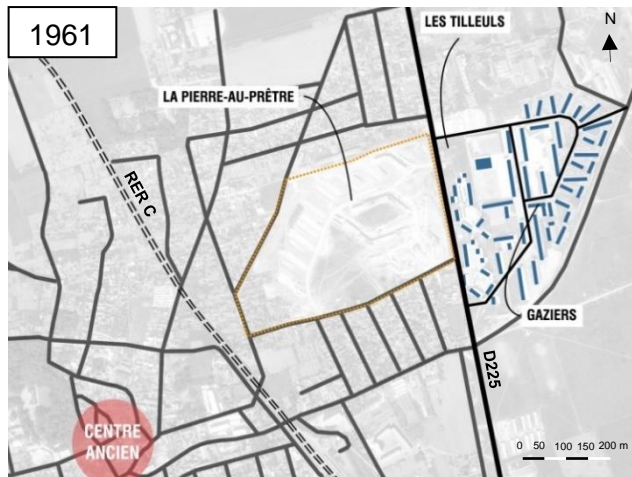 1961
LES TILLEULS
N
LA PIERRE-AU-PRÊTRE
RER C
GAZIERS
D225
CENTRE
ANCIEN
0 50 100 150 200 m